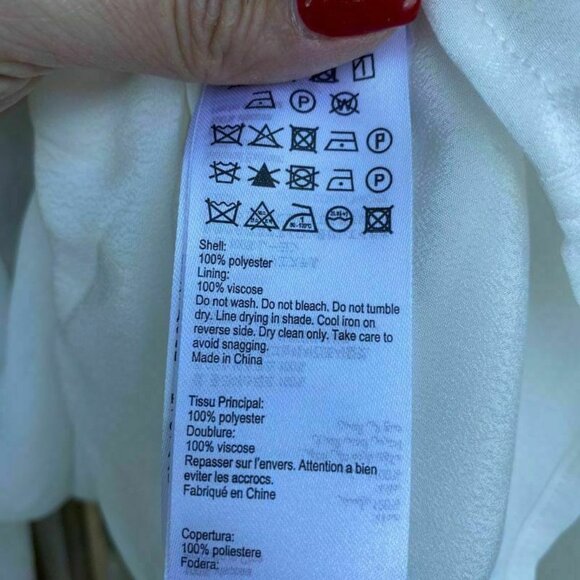 P W
P
P
Shell:
100% polyester
Lining:
100% viscose
Do not wash. Do not bleach. Do not tumble
dry. Line drying in shade. Cool iron on
reverse side. Dry clean only. Take care to
avoid snagging.
Made in China
Tissu Principal:
100% polyester
Doublure:
100% viscose
Repasser sur l'envers. Attention a bien
eviter les accrocs.
Fabriqué en Chine
Copertura:
100% poliestere
Fodera: